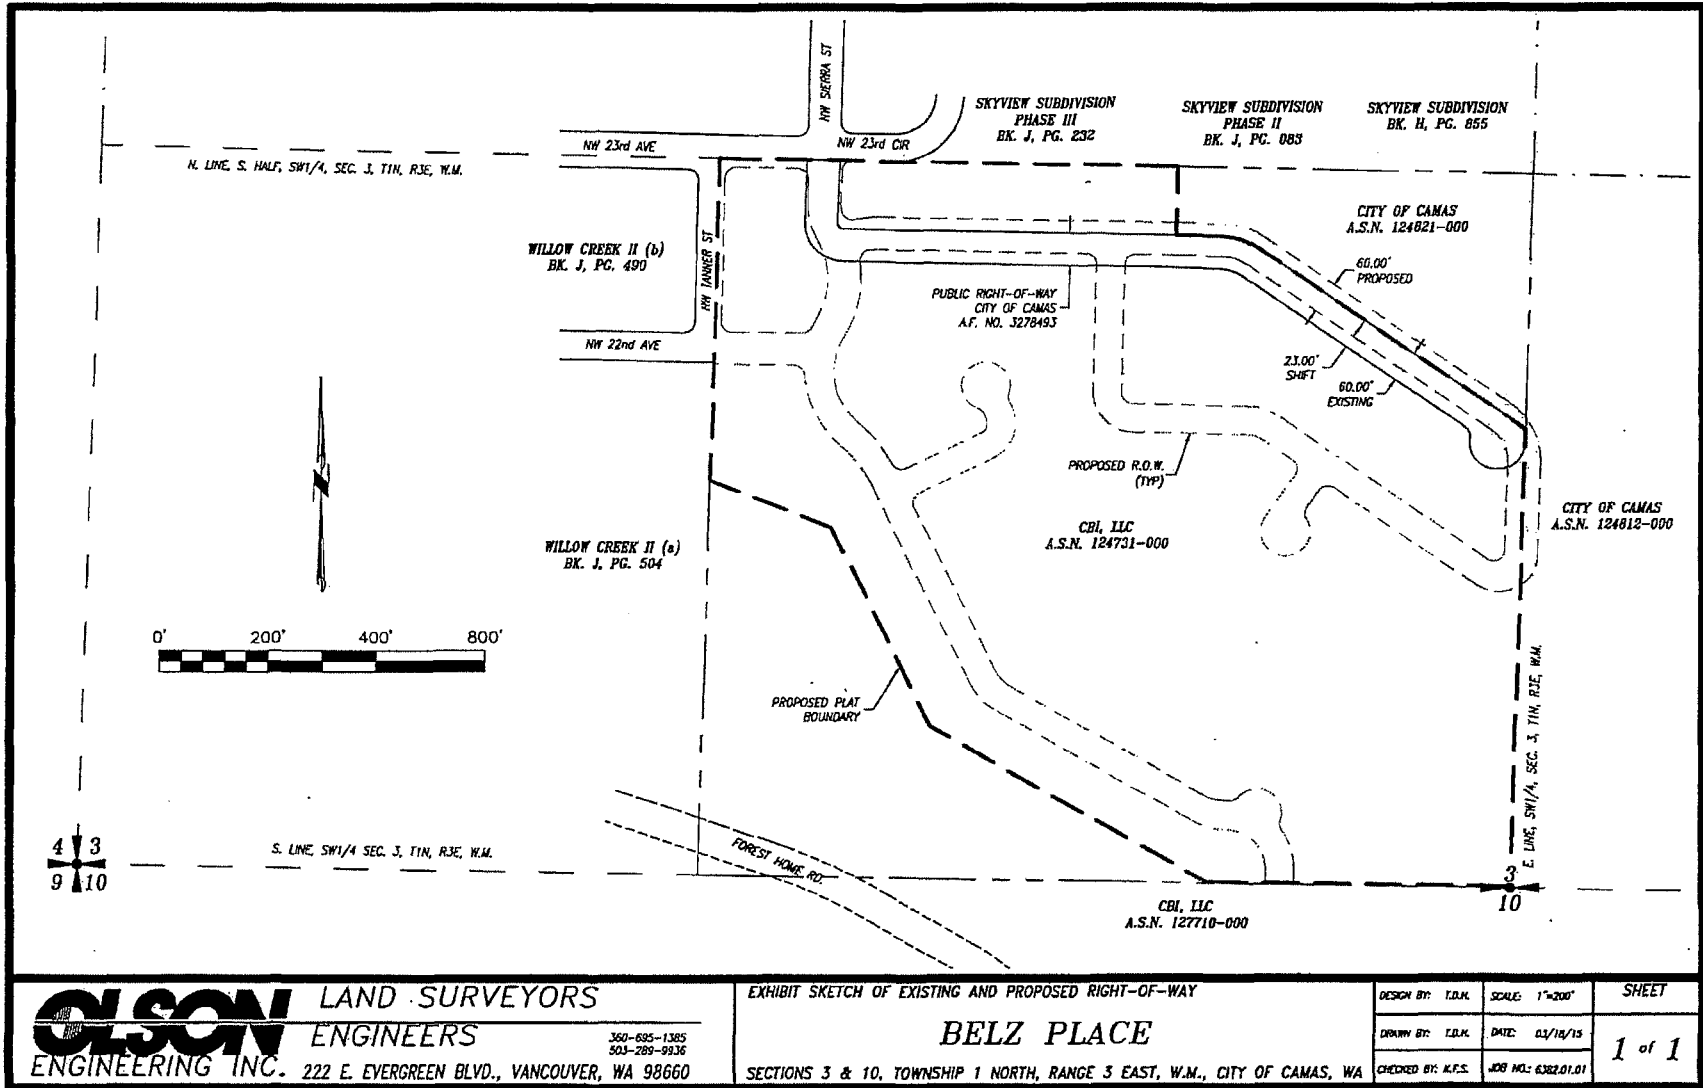 NW SIERRA ST
SKYVIEW SUBDIVISION
PHASE III
BK. J, PG. 232
SKYVIEW SUBDIVISION
PHASE II
BK. J, PG. 083
SKYVIEW SUBDIVISION
BK. H, PG. 855
NW 23rd AVE
NW 23rd CIR
N. LINE, S. HALF, SW1/4, SEC. 3, T1N, R3E, W.M.
CITY OF CAMAS
A.S.N. 124821-000
WILLOW CREEK II (b)
BK. J, PG. 490
NW TANNER ST
60.00'
PROPOSED
PUBLIC RIGHT-OF-WAY
CITY OF CAMAS
A.F. NO. 3278493
NW 22nd AVE
23.00'
SHIFT
60.00'
EXISTING
PROPOSED R.O.W.
(TYP)
CBI, LLC
A.S.N. 124731-000
CITY OF CAMAS
A.S.N. 124812-000
WILLOW CREEK II (a)
BK. J, PG. 504
0' 200' 400' 800'
PROPOSED PLAT
BOUNDARY
E. LINE, SW1/4, SEC. 3, T1N, R3E, W.M.
4 3
9 10
S. LINE, SW1/4 SEC. 3, T1N, R3E, W.M.
FOREST HOME RD.
3
10
CBI, LLC
A.S.N. 127710-000
OLSON
ENGINEERING INC.
LAND SURVEYORS
ENGINEERS
360-695-1385
503-289-9936
222 E. EVERGREEN BLVD., VANCOUVER, WA 98660
EXHIBIT SKETCH OF EXISTING AND PROPOSED RIGHT-OF-WAY
BELZ PLACE
SECTIONS 3 & 10, TOWNSHIP 1 NORTH, RANGE 3 EAST, W.M., CITY OF CAMAS, WA
DESIGN BY: T.D.H. SCALE: 1"=200'
DRAWN BY: T.D.H. DATE:
CHECKED BY: K.F.S. JOB NO.: 6382.01.01
SHEET
1 of 1